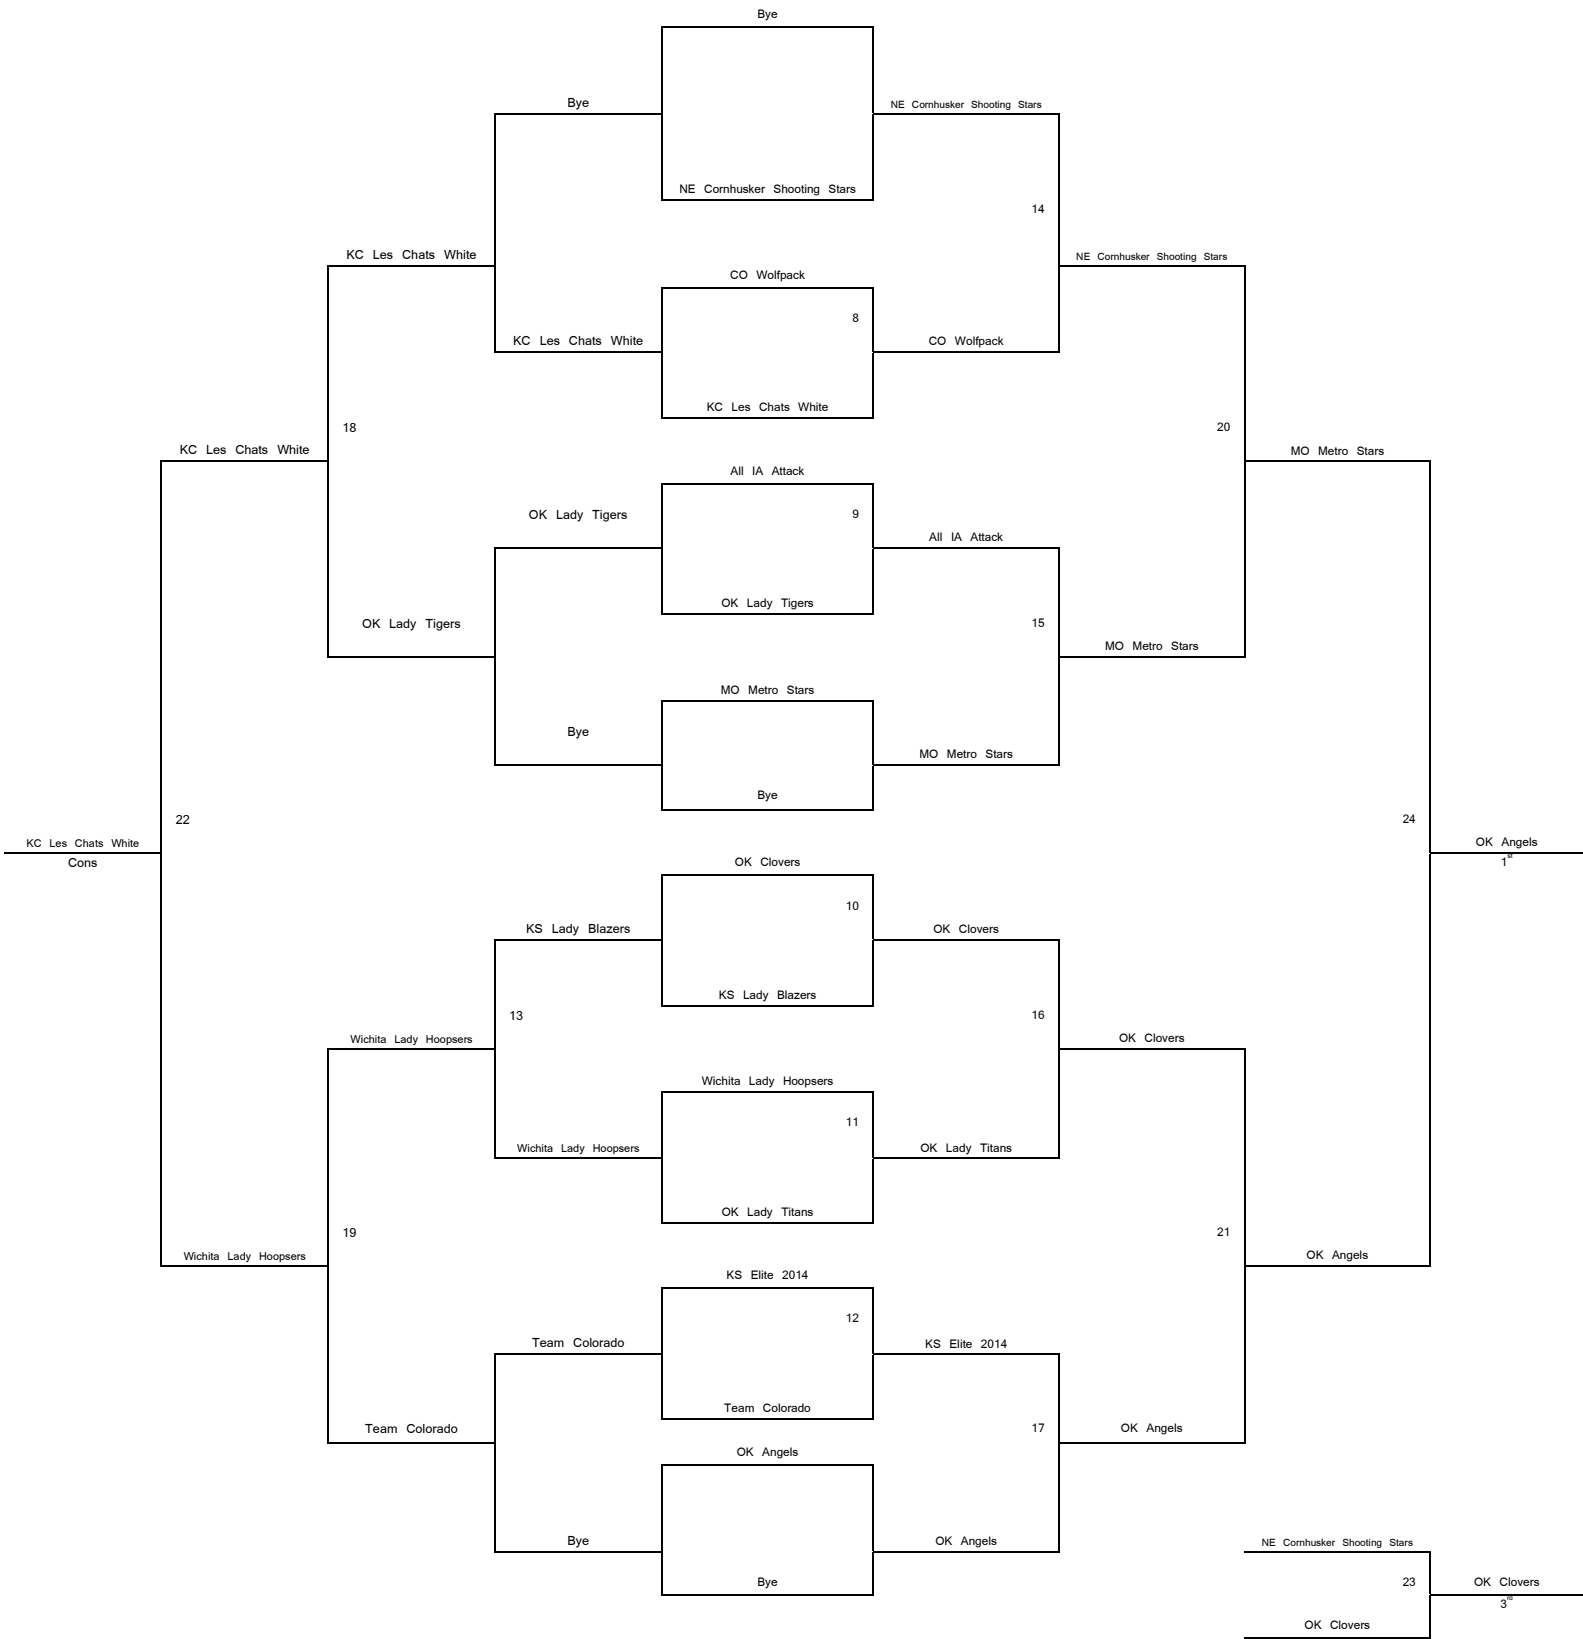 Bye
Bye
NE Cornhusker Shooting Stars
NE Cornhusker Shooting Stars
14
KC Les Chats White
NE Cornhusker Shooting Stars
CO Wolfpack
8
KC Les Chats White
CO Wolfpack
KC Les Chats White
18
20
KC Les Chats White
MO Metro Stars
All IA Attack
OK Lady Tigers
9
All IA Attack
OK Lady Tigers
OK Lady Tigers
15
MO Metro Stars
MO Metro Stars
Bye
MO Metro Stars
Bye
22
24
KC Les Chats White
Cons
OK Angels
1st
OK Clovers
10
KS Lady Blazers
OK Clovers
KS Lady Blazers
13
16
Wichita Lady Hoopsers
OK Clovers
Wichita Lady Hoopsers
11
Wichita Lady Hoopsers
OK Lady Titans
OK Lady Titans
19
21
Wichita Lady Hoopsers
OK Angels
KS Elite 2014
12
Team Colorado
KS Elite 2014
Team Colorado
Team Colorado
17
OK Angels
OK Angels
Bye
OK Angels
NE Cornhusker Shooting Stars
Bye
23
OK Clovers
3rd
OK Clovers